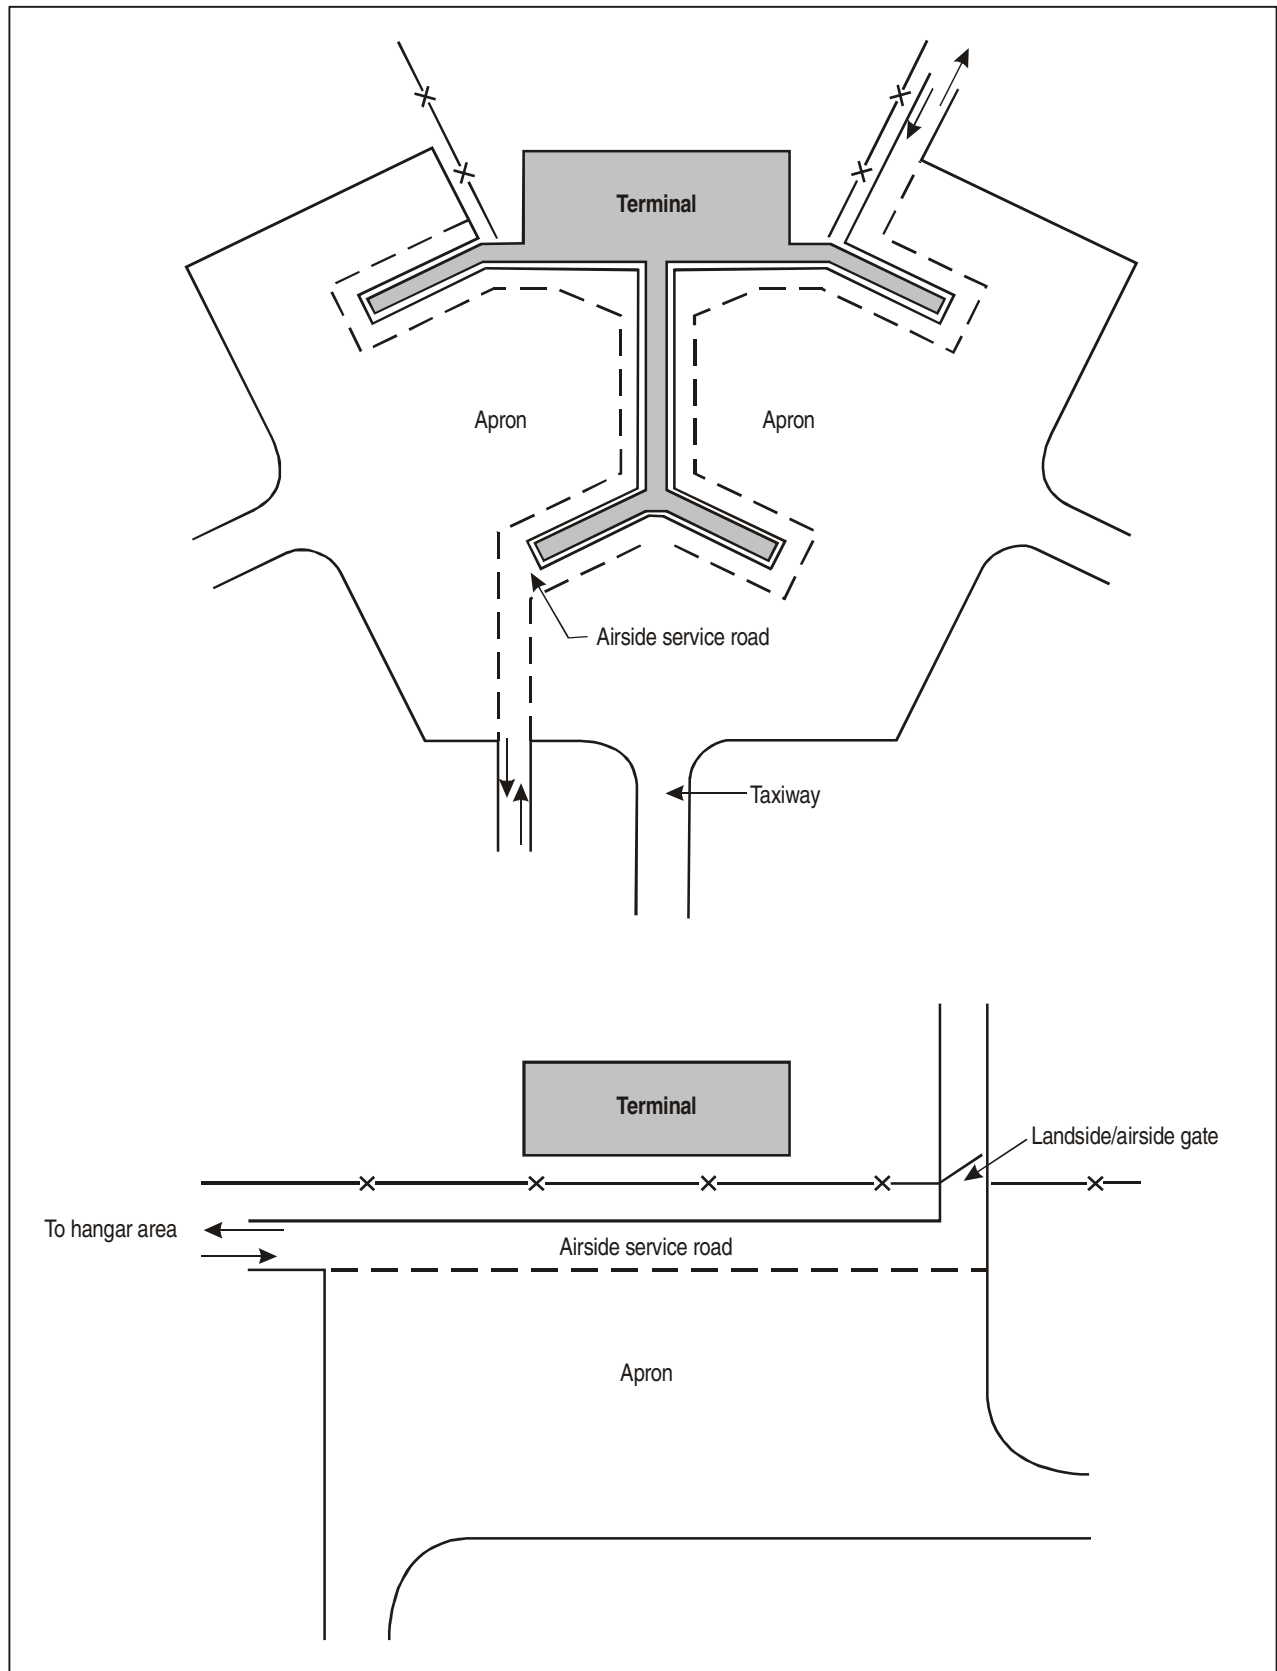 Terminal
Apron
Apron
Airside service road
Taxiway
Terminal
Landside/airside gate
To hangar area
Airside service road
Apron